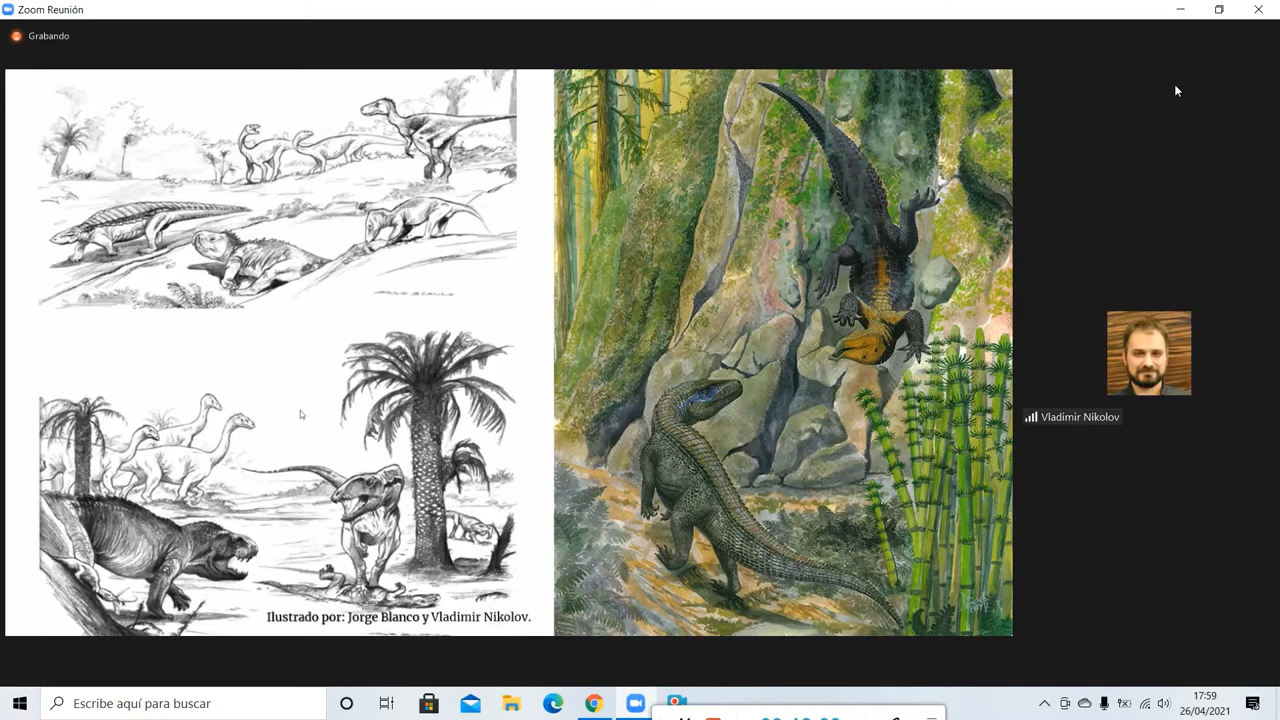 Zoom Reunión
Grabando
Ilustrado por: Jorge Blanco y Vladimir Nikolov.
Vladimir Nikolov
Escribe aquí para buscar
17:59
26/04/2021